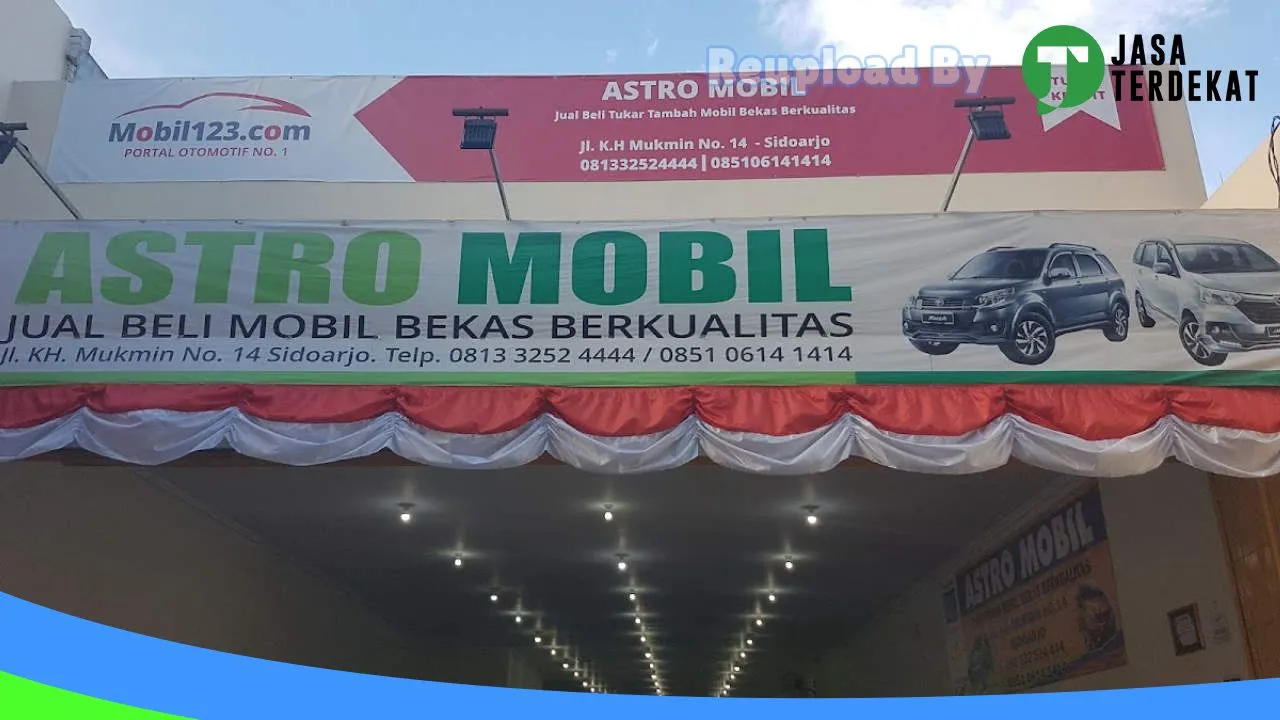 Reupload By
JASA
TERDEKAT
Mobil123.com
PORTAL OTOMOTIF NO. 1
ASTRO MOBIL
Jual Beli Tukar Tambah Mobil Bekas Berkualitas
Jl. K.H Mukmin No. 14 - Sidoarjo
081332524444 | 085106141414
ASTRO MOBIL
JUAL BELI MOBIL BEKAS BERKUALITAS
Jl. KH. Mukmin No. 14 Sidoarjo. Telp. 0813 3252 4444 / 0851 0614 1414
ASTRO MOBIL